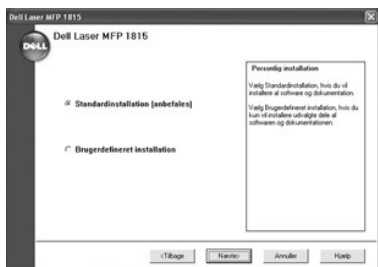 Dell Laser MFP 1815
DELL
Dell Laser MFP 1815
Standardinstallation (anbefales)
Brugerdefineret installation
Personlig installation
Vælg Standardinstallation, hvis du vil
installere al software og dokumentation.
Vælg Brugerdefineret installation, hvis du
kun vil installere udvalgte dele af
softwaren og dokumentationen.
<Tilbage
Næste>
Annuller
Hjælp